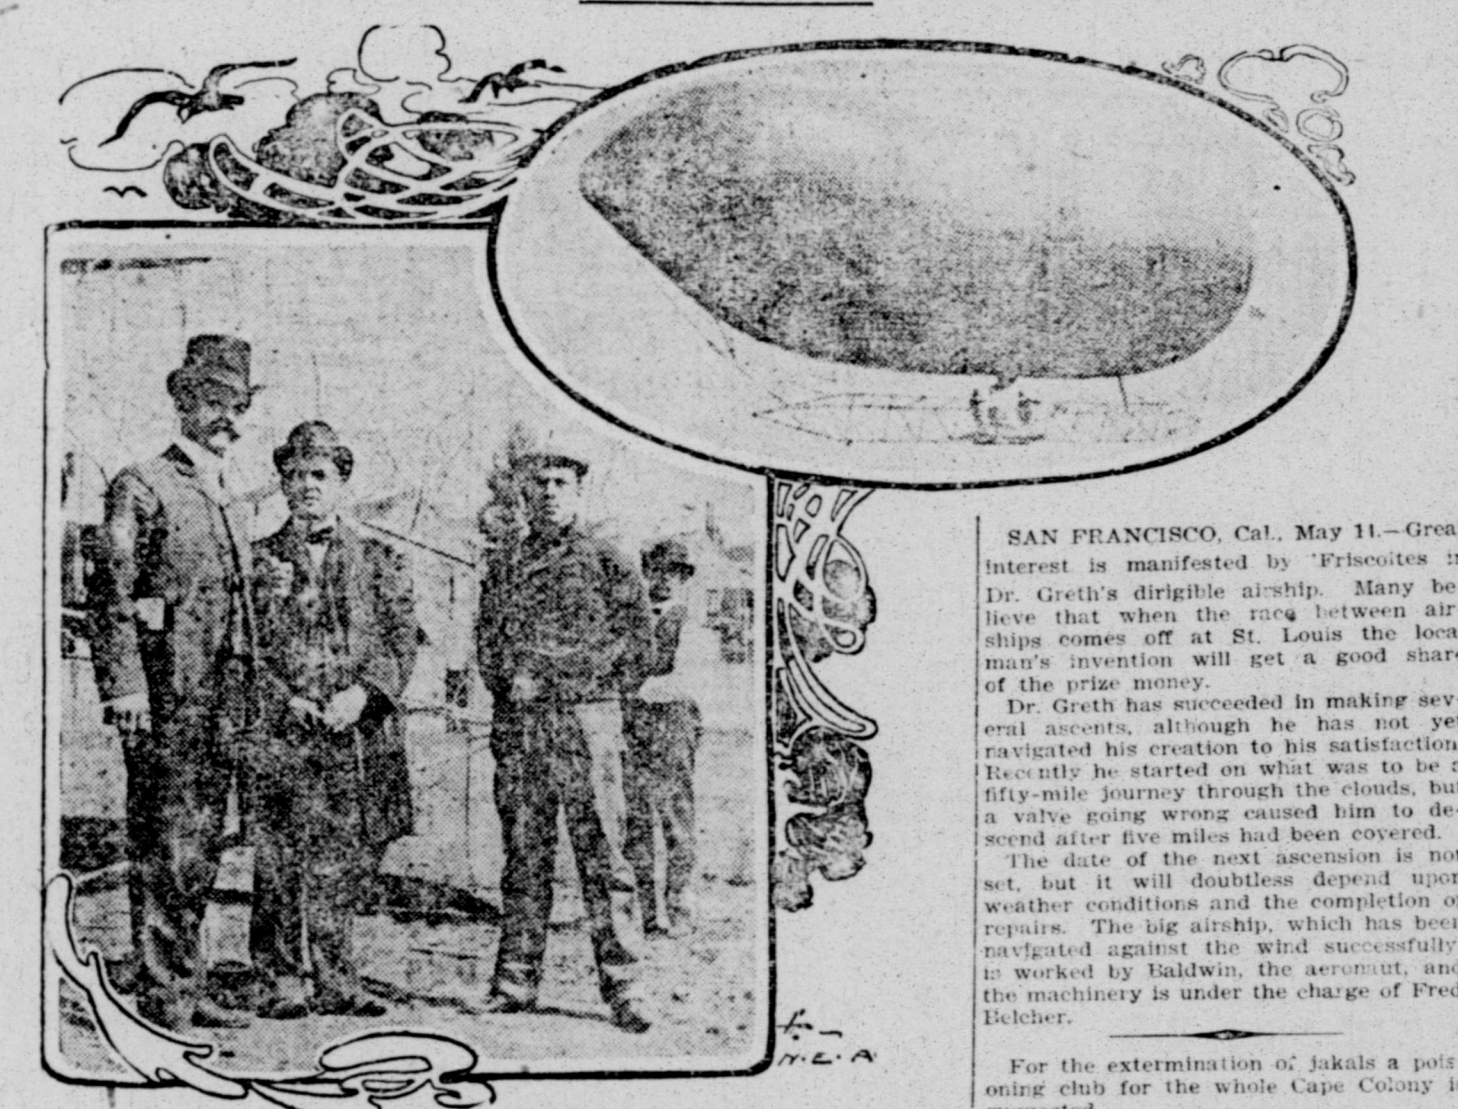 SAN FRANCISCO, Cal., May 11.—Grea
interest is manifested by 'Friscoites
Dr. Greth's dirigible airship. Many be
lieve that when the race between air
ships comes off at St. Louis the loca
man's invention will get a good shar
of the prize money.
Dr. Greth has succeeded in making sev
eral ascents, although he has not ye
navigated his creation to his satisfaction
Recently he started on what was to be
fifty-mile journey through the clouds, but
a valve going wrong caused him to de
scend after five miles had been covered.
The date of the next ascension is not
set, but it will doubtless depend upon
weather conditions and the completion o
repairs. The big airship, which has been
navigated against the wind successfully
is worked by Baldwin, the aeronaut, and
the machinery is under the charge of Fred
Belcher.
For the extermination of jakals a pois
oning club for the whole Cape Colony i
N.E.A.